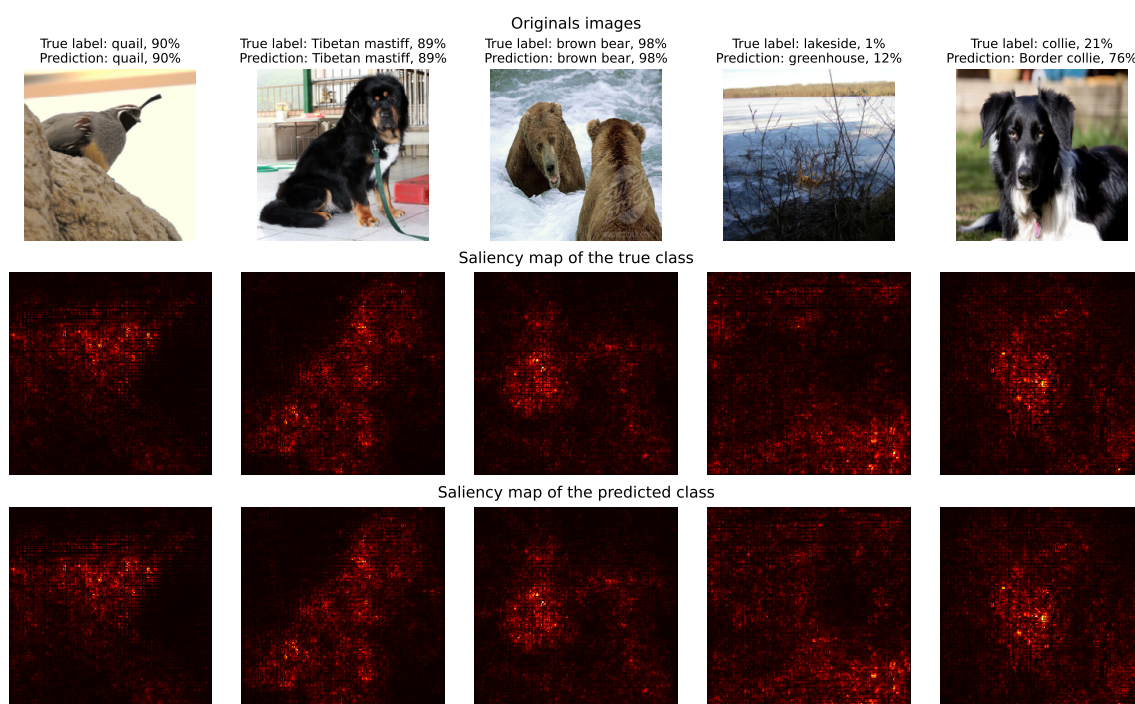 Originals images
True label: quail, 90%
Prediction: quail, 90%
True label: Tibetan mastiff, 89%
Prediction: Tibetan mastiff, 89%
True label: brown bear, 98%
Prediction: brown bear, 98%
True label: lakeside, 1%
Prediction: greenhouse, 12%
True label: collie, 21%
Prediction: Border collie, 76%
Saliency map of the true class
Saliency map of the predicted class